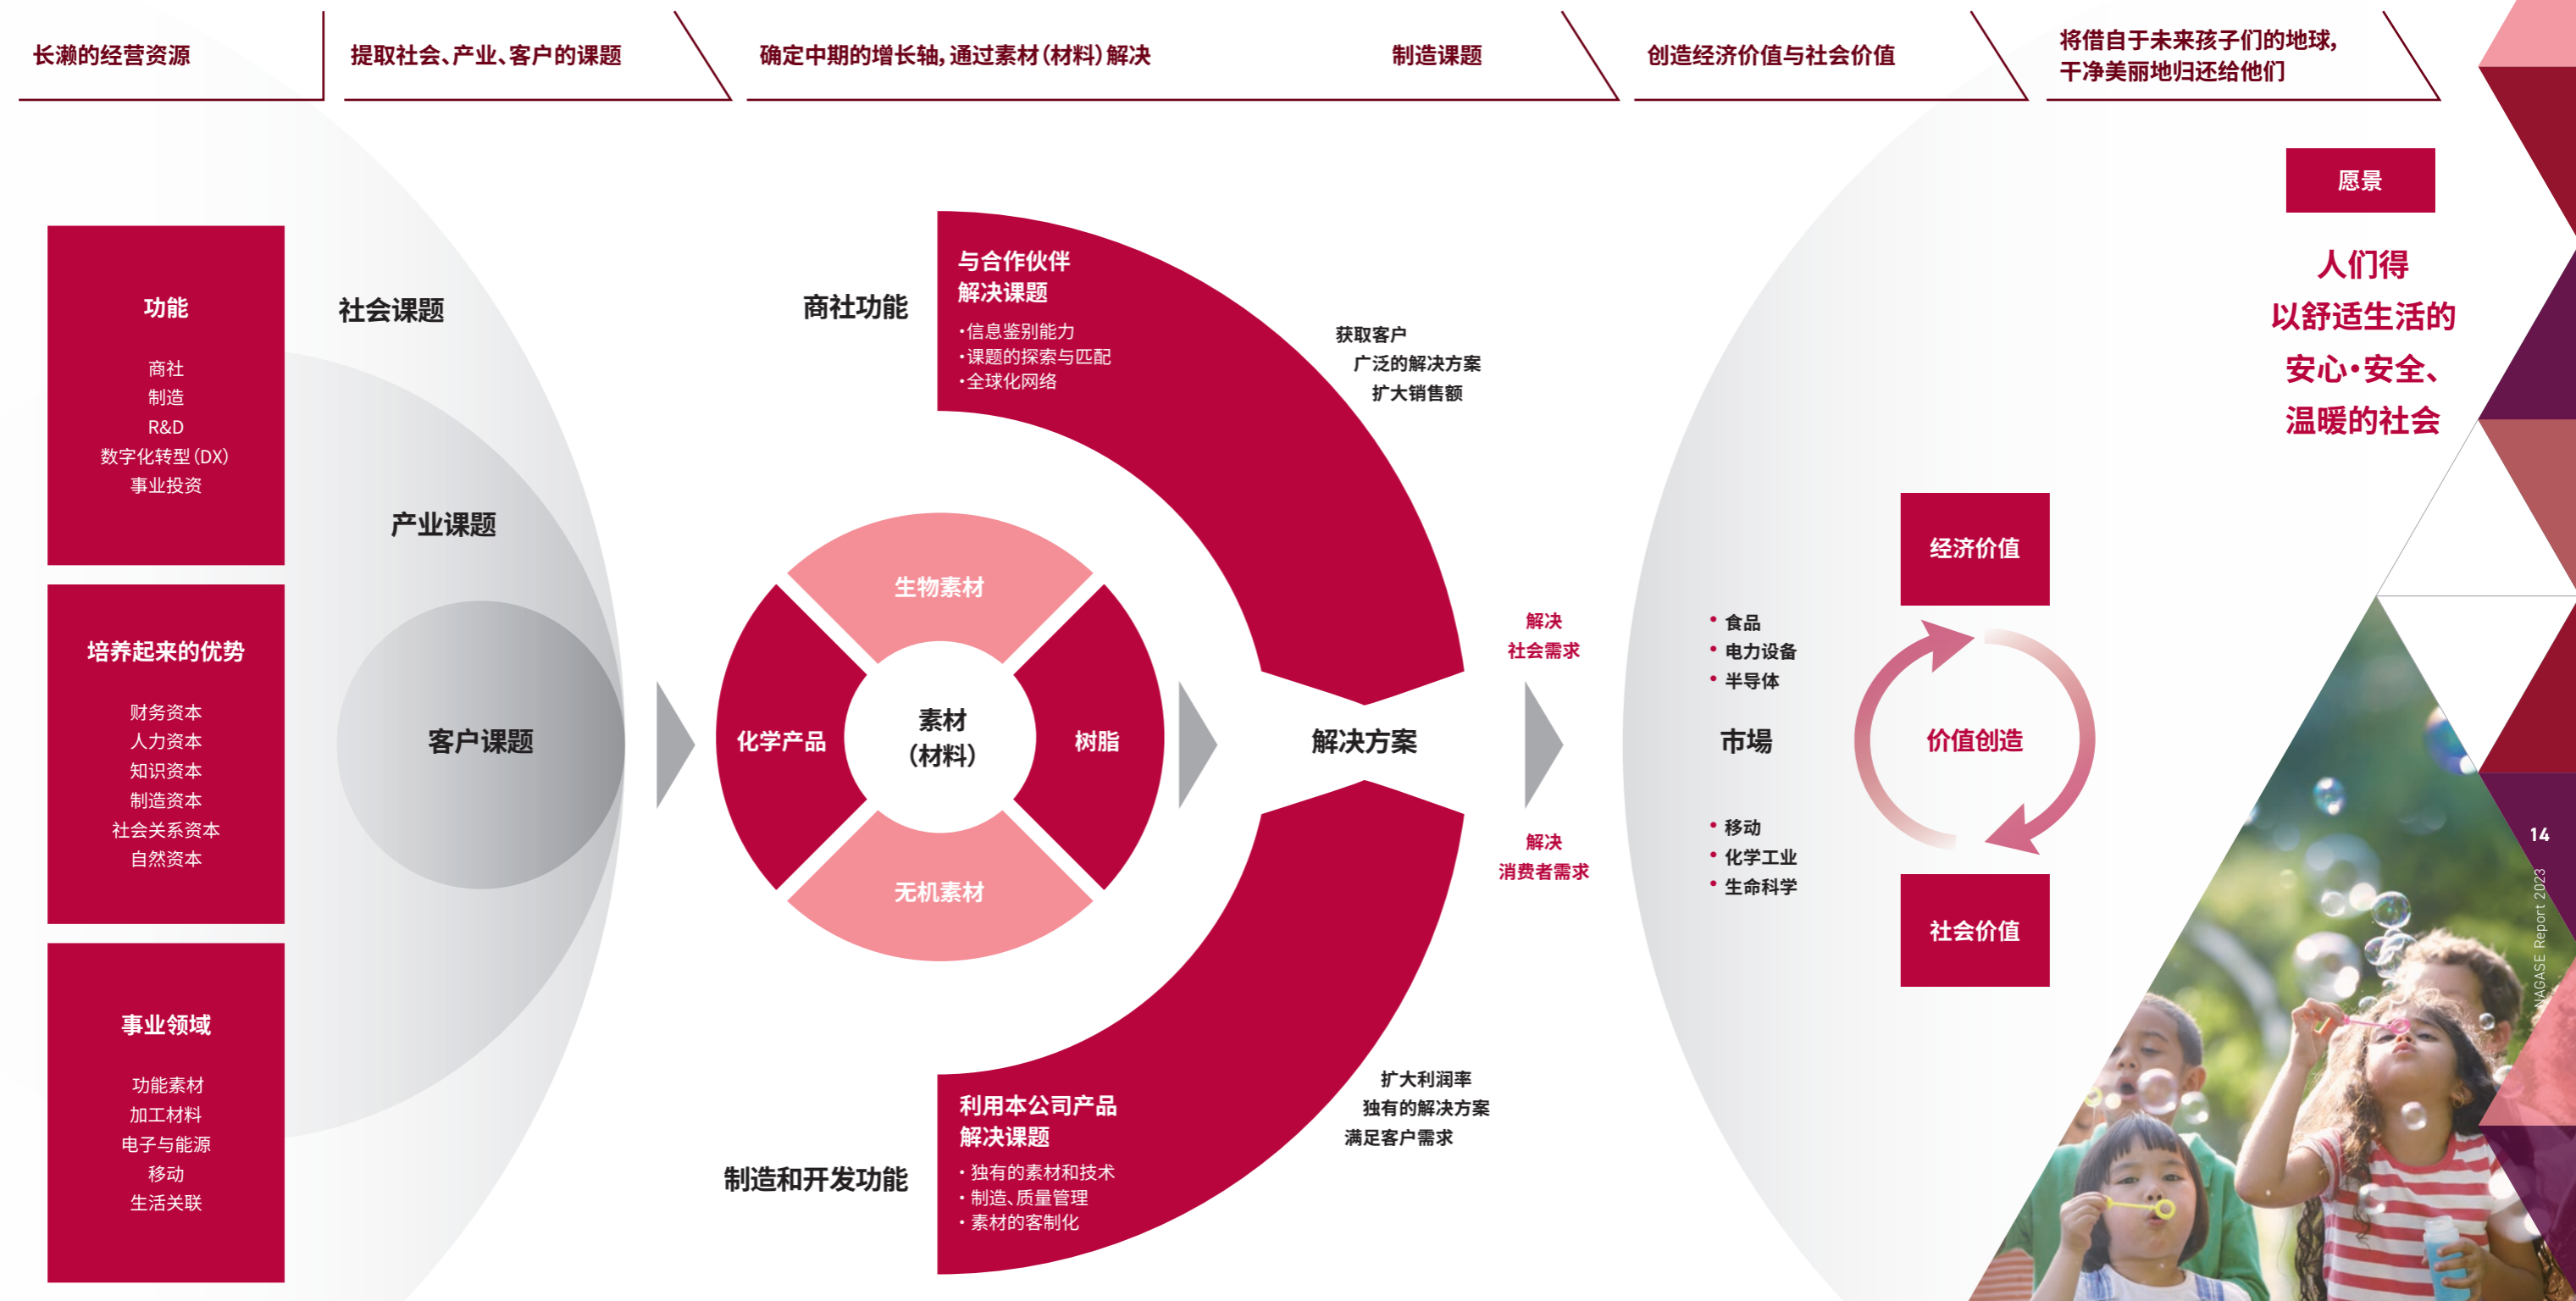 长濑的经营资源
提取社会、产业、客户的课题
确定中期的增长轴，通过素材（材料）解决
制造课题
创造经济价值与社会价值
将借自于未来孩子们的地球，
干净美丽地归还给他们
功能
商社
制造
R&D
数字化转型（DX）
事业投资
培养起来的优势
财务资本
人力资本
知识资本
制造资本
社会关系资本
自然资本
事业领域
功能素材
加工材料
电子与能源
移动
生活关联
社会课题
产业课题
客户课题
商社功能
与合作伙伴
解决课题
・信息鉴别能力
・课题的探索与匹配
・全球化网络
获取客户
广泛的解决方案
扩大销售额
生物素材
化学产品
素材
（材料）
树脂
无机素材
解决方案
制造和开发功能
利用本公司产品
解决课题
・独有的素材和技术
・制造、质量管理
・素材的客制化
扩大利润率
独有的解决方案
满足客户需求
解决
社会需求
解决
消费者需求
• 食品
• 电力设备
• 半导体
市場
• 移动
• 化学工业
• 生命科学
经济价值
价值创造
社会价值
愿景
人们得
以舒适生活的
安心・安全、
温暖的社会
14
NAGASE Report 2023